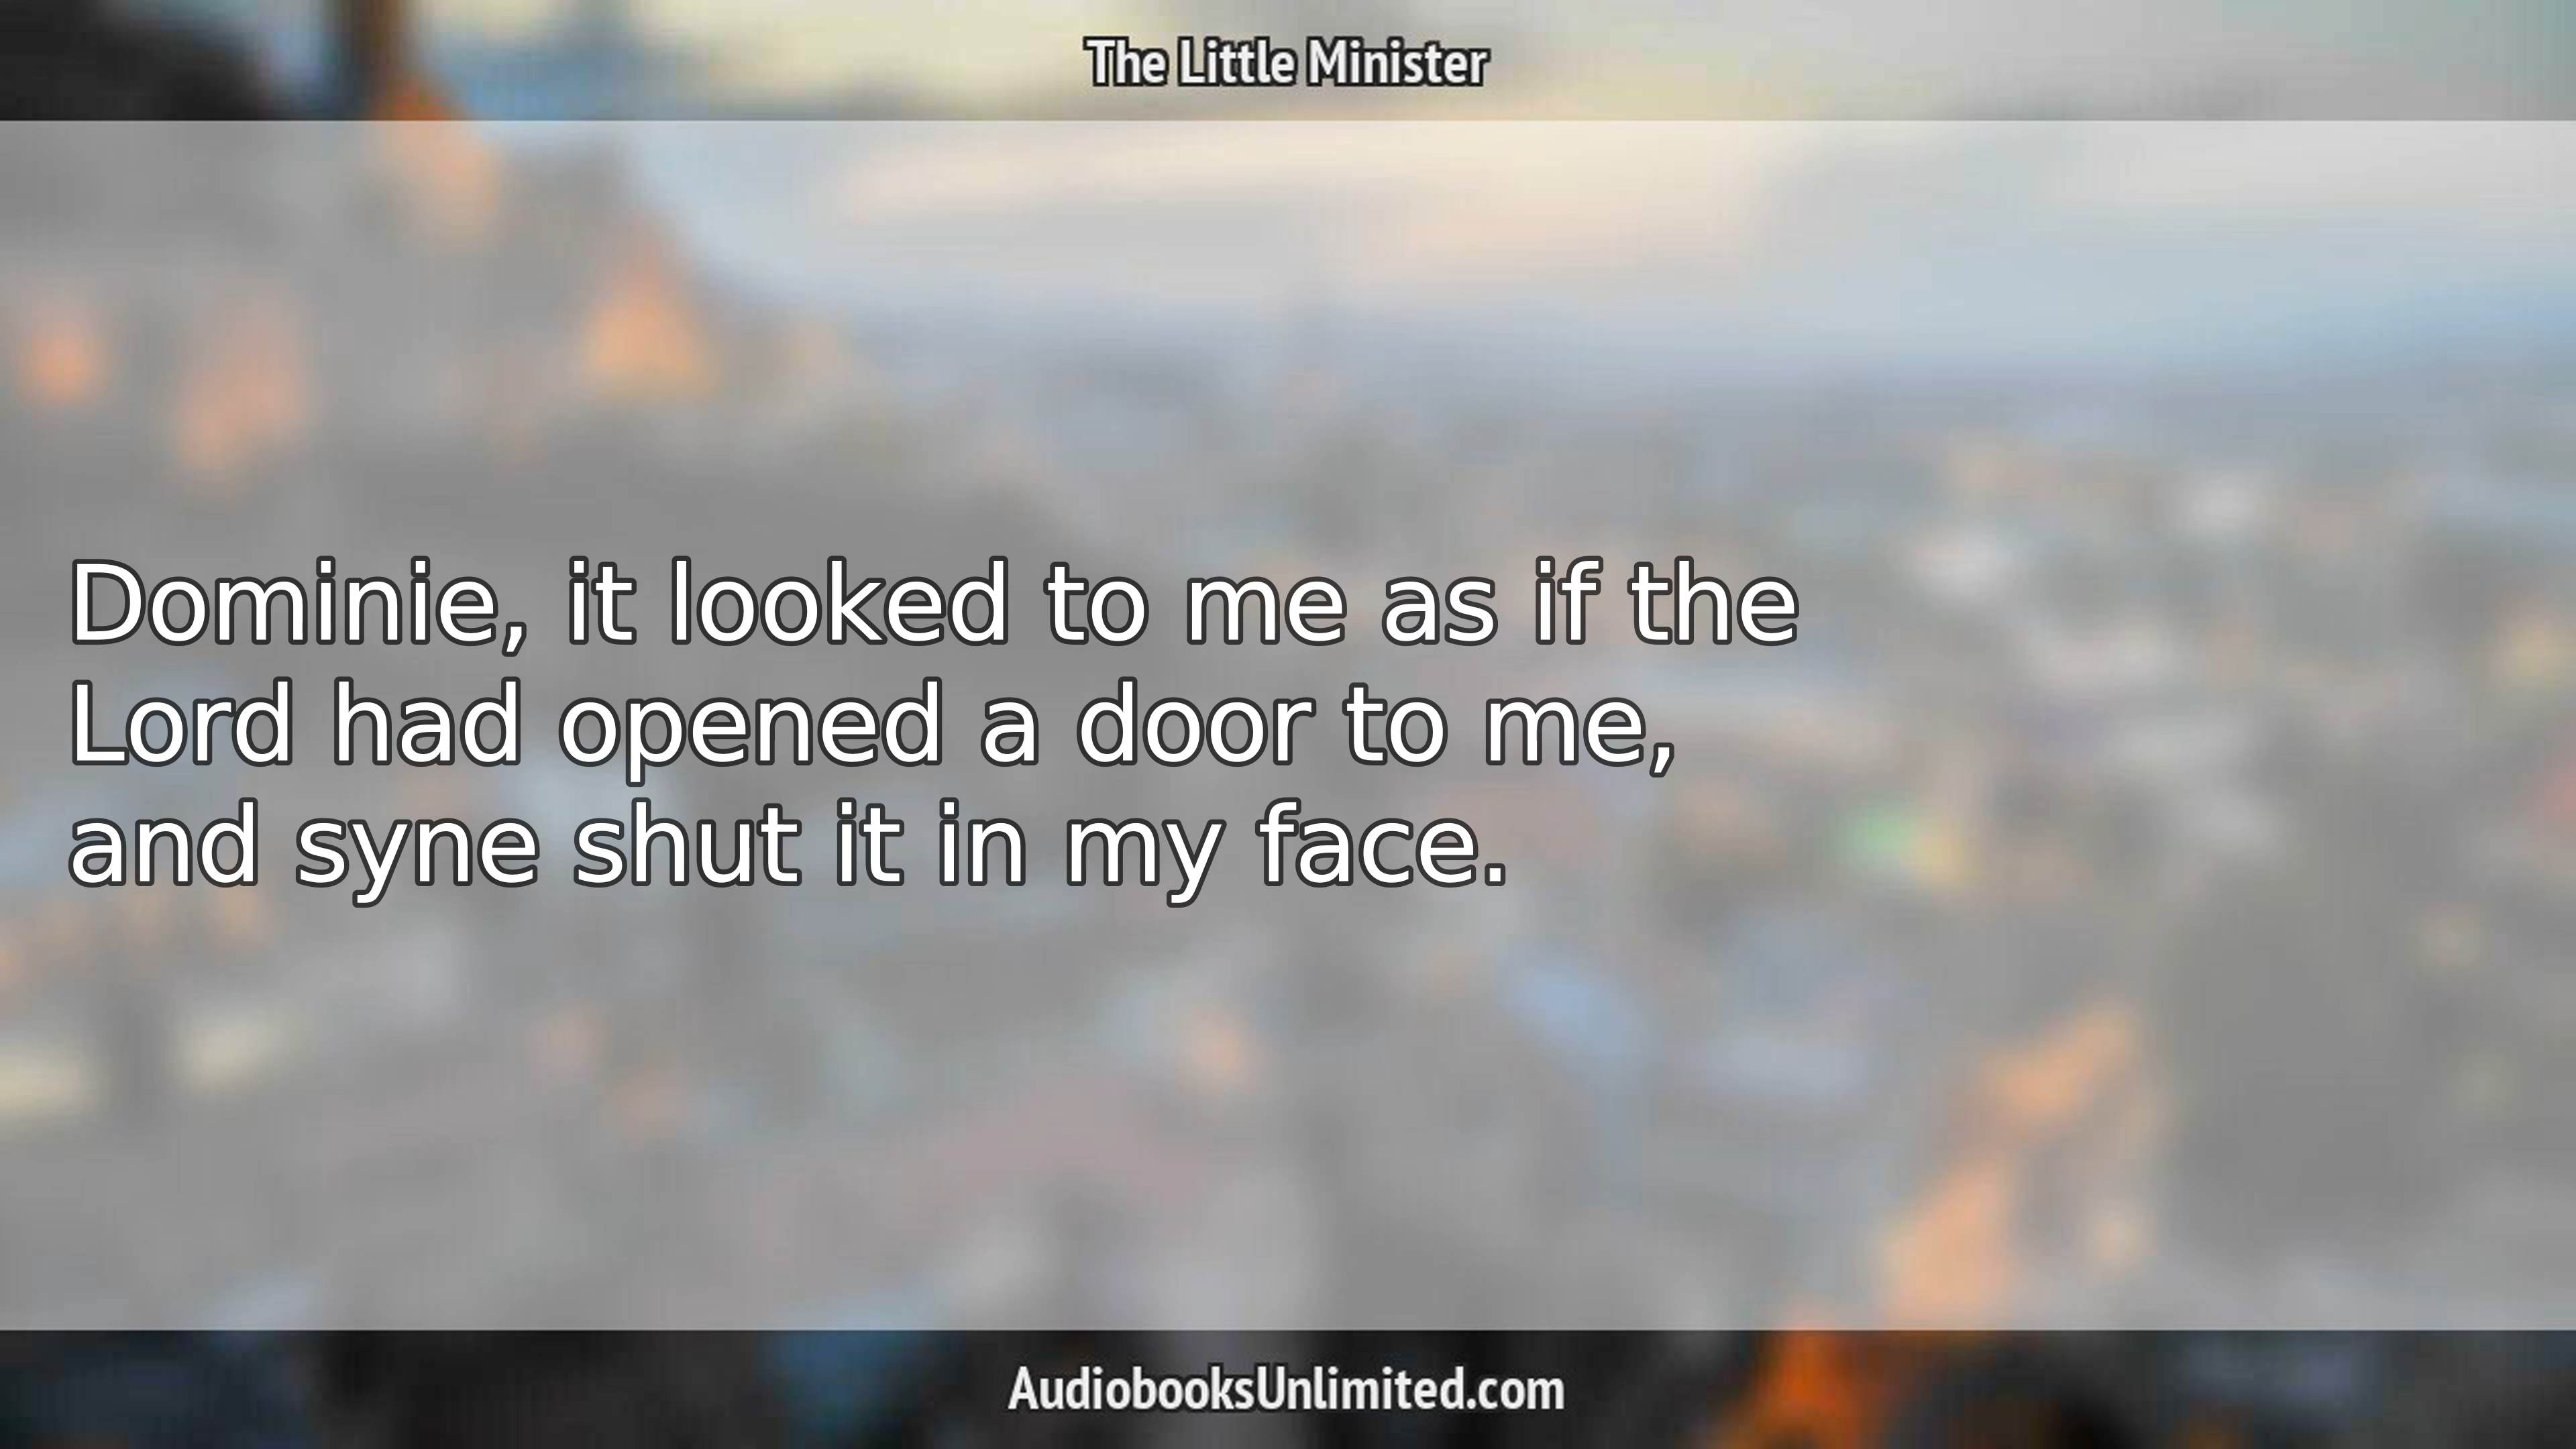 The Little Minister
Dominie, it looked to me as if the
Lord had opened a door to me,
and syne shut it in my face.
AudiobooksUnlimited.com